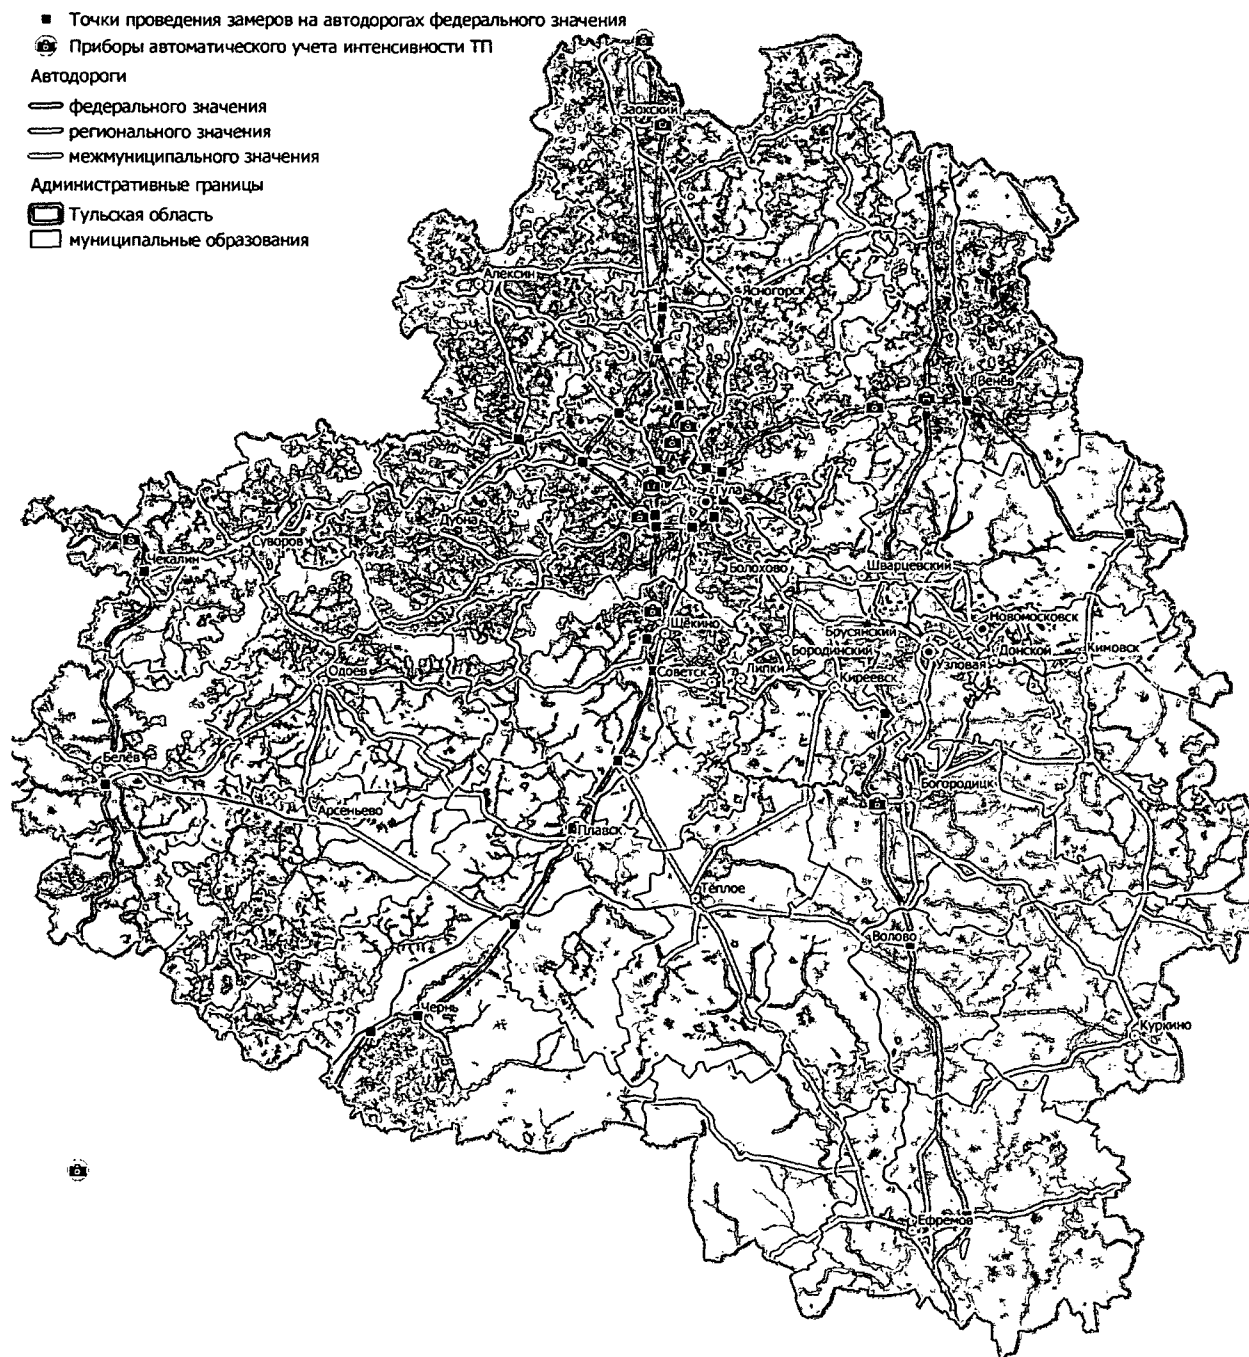 Точки проведения замеров на автодорогах федерального значения
Приборы автоматического учета интенсивности ТП
Автодороги
федерального значения
регионального значения
межмуниципального значения
Административные границы
Тульская область
муниципальные образования
Заокский
Алексин
Ясногорск
Венёв
Тула
Дубна
Суворов
Чекалин
Болохово
Шварцевский
Новомосковск
Щёкино
Брусянский
Бородинский
Донской
Кимовск
Узловая
Липки
Советск
Киреевск
Одоев
Белёв
Богородицк
Арсеньево
Плавск
Тёплое
Волово
Чернь
Куркино
Ефремов